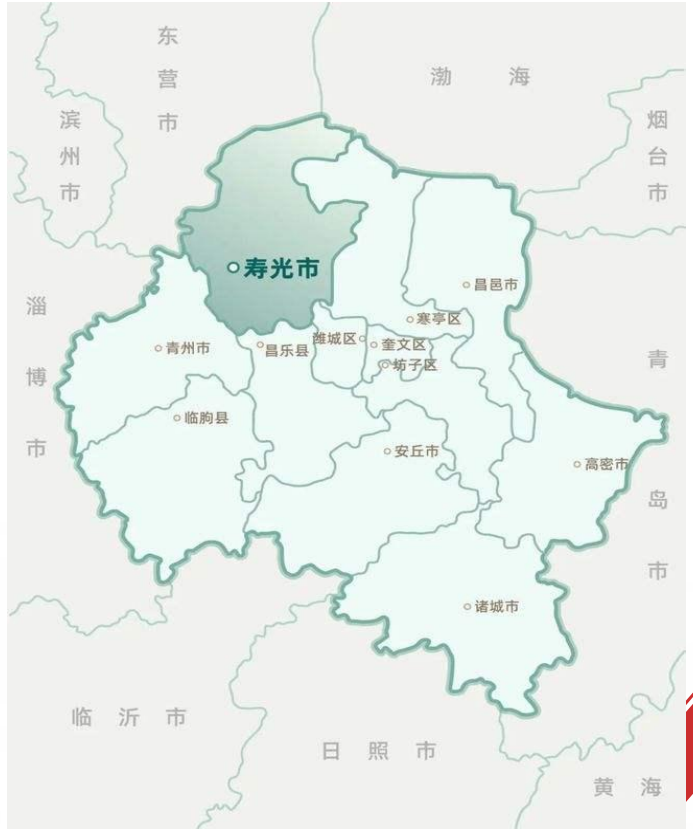 东营市
渤海
滨州市
烟台市
寿光市
昌邑市
淄博市
寒亭区
潍城区
奎文区
青州市
昌乐县
坊子区
青岛市
临朐县
安丘市
高密市
诸城市
临沂市
日照市
黄海